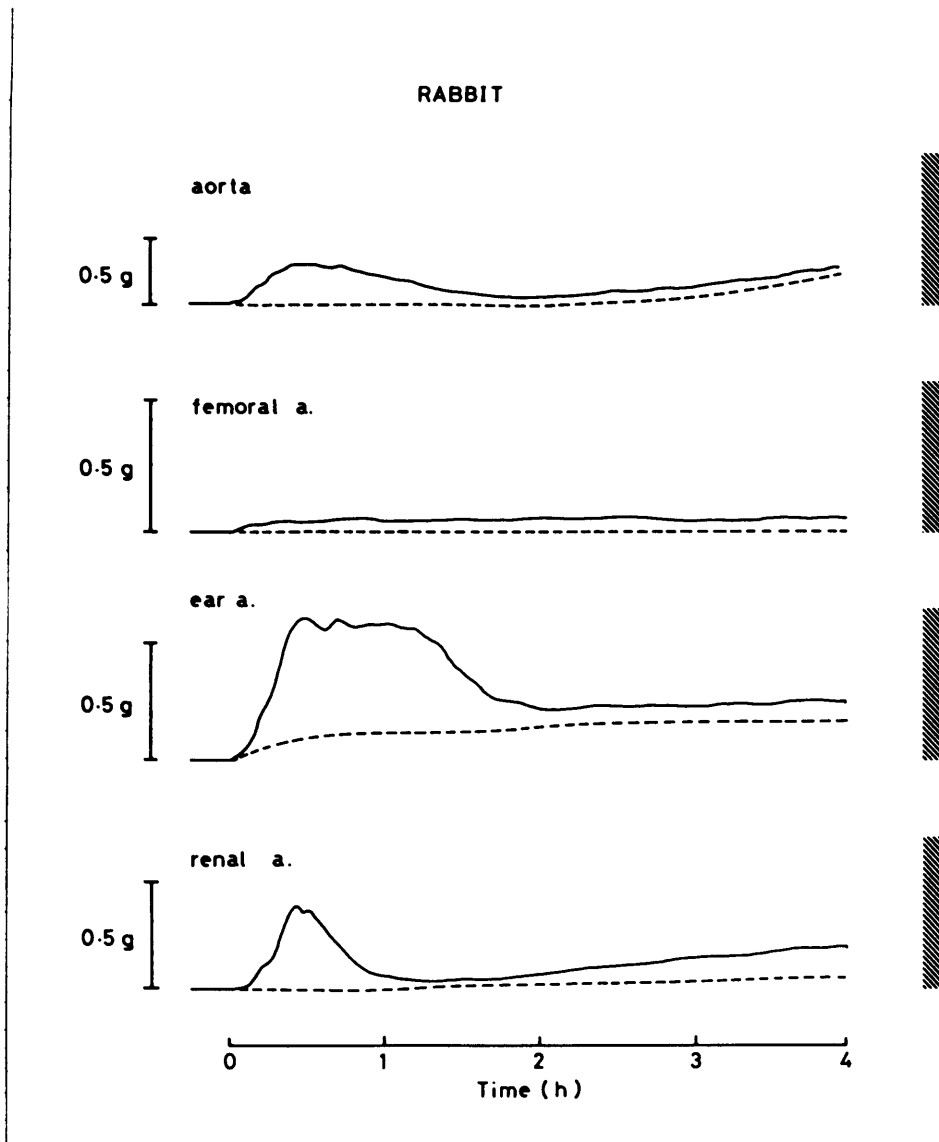 RABBIT
aorta
0·5 g
femoral a.
0·5 g
ear a.
0·5 g
renal a.
0·5 g
0 1 2 3 4
Time (h)